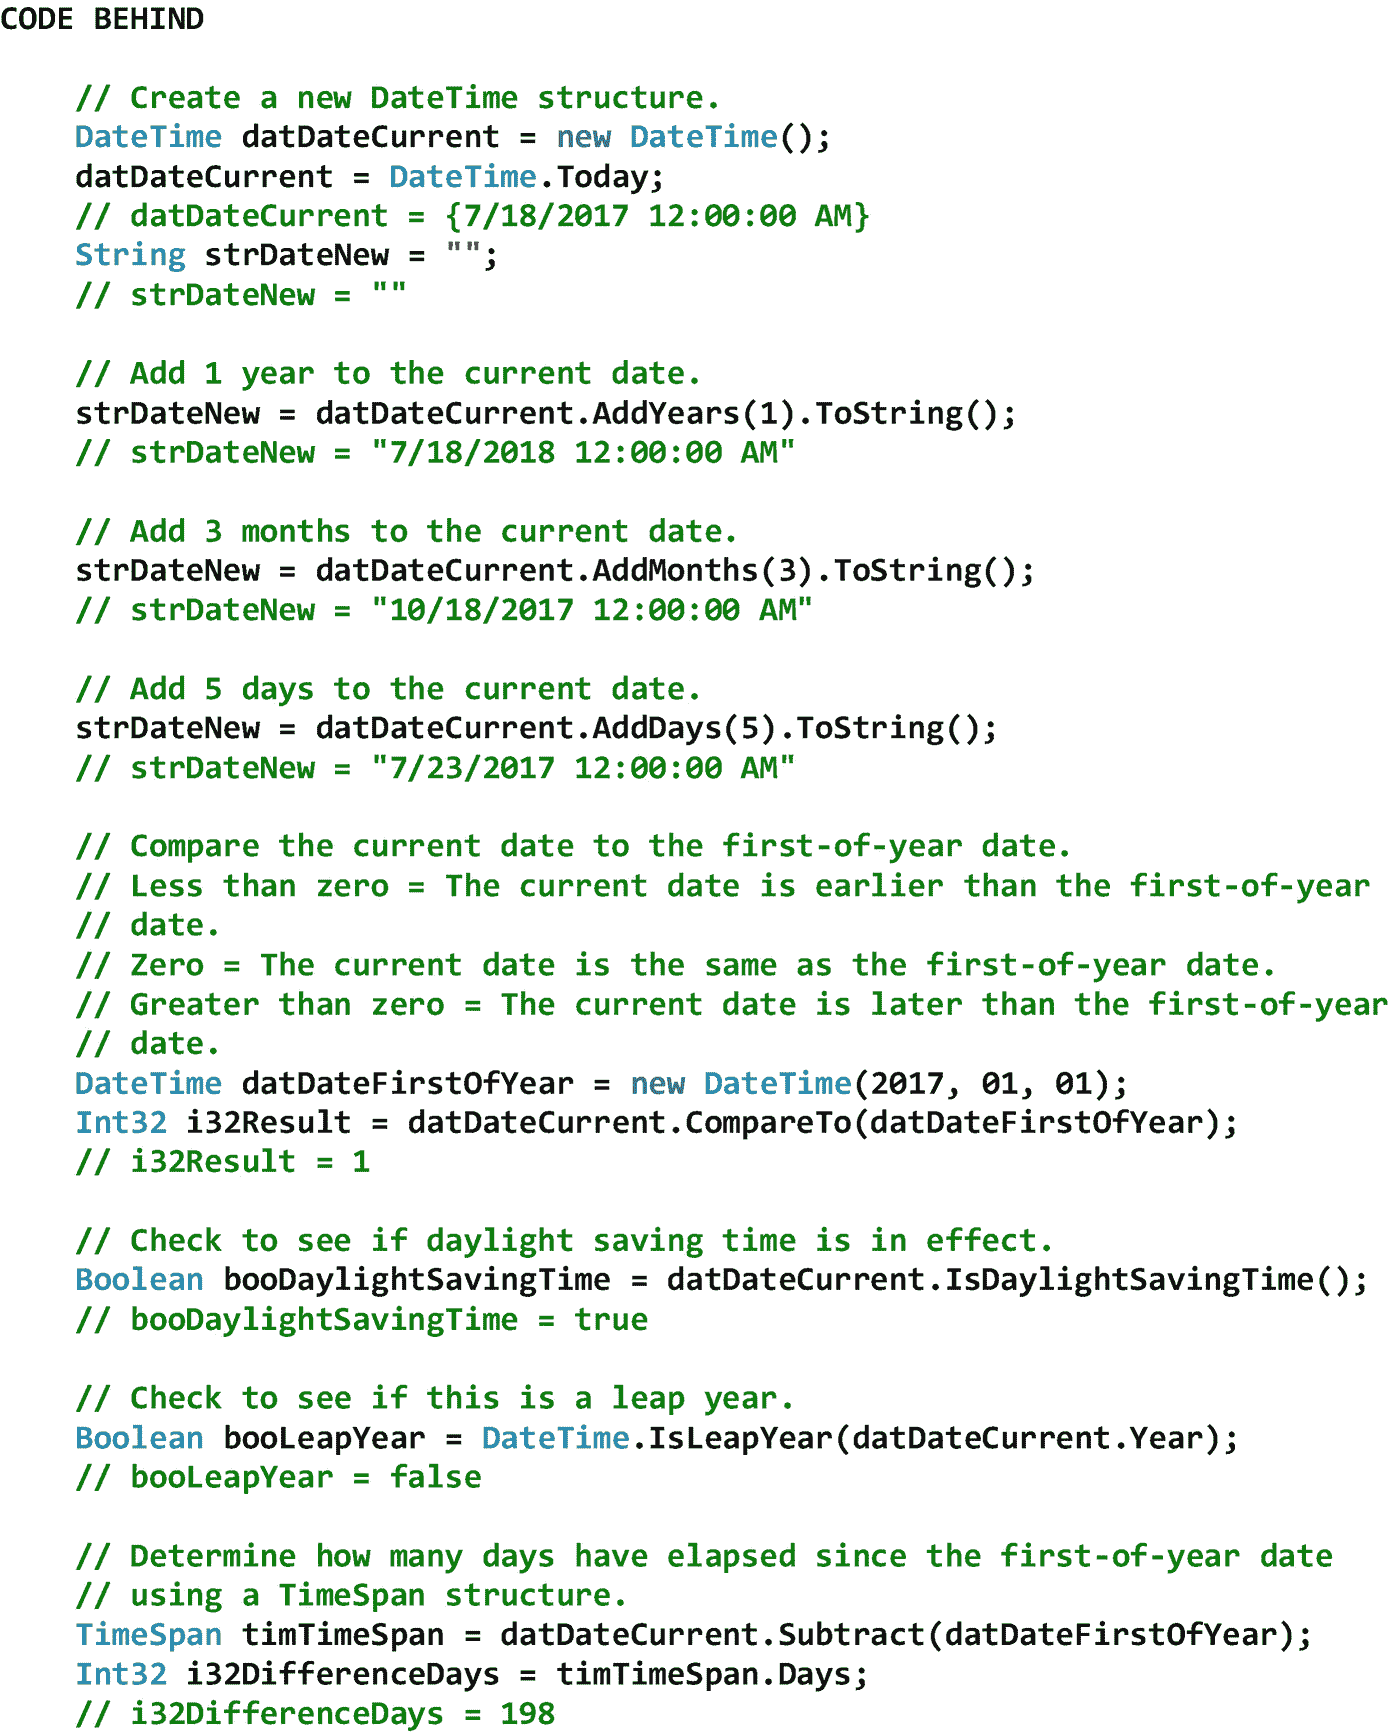 CODE BEHIND
// Create a new DateTime structure.
DateTime datDateCurrent = new DateTime();
datDateCurrent = DateTime.Today;
// datDateCurrent = {7/18/2017 12:00:00 AM}
String strDateNew = "";
// strDateNew = ""
// Add 1 year to the current date.
strDateNew = datDateCurrent.AddYears(1).ToString();
// strDateNew = "7/18/2018 12:00:00 AM"
// Add 3 months to the current date.
strDateNew = datDateCurrent.AddMonths(3).ToString();
// strDateNew = "10/18/2017 12:00:00 AM"
// Add 5 days to the current date.
strDateNew = datDateCurrent.AddDays(5).ToString();
// strDateNew = "7/23/2017 12:00:00 AM"
// Compare the current date to the first-of-year date.
// Less than zero = The current date is earlier than the first-of-year
// date.
// Zero = The current date is the same as the first-of-year date.
// Greater than zero = The current date is later than the first-of-year
// date.
DateTime datDateFirstOfYear = new DateTime(2017, 01, 01);
Int32 i32Result = datDateCurrent.CompareTo(datDateFirstOfYear);
// i32Result = 1
// Check to see if daylight saving time is in effect.
Boolean booDaylightSavingTime = datDateCurrent.IsDaylightSavingTime();
// booDaylightSavingTime = true
// Check to see if this is a leap year.
Boolean booLeapYear = DateTime.IsLeapYear(datDateCurrent.Year);
// booLeapYear = false
// Determine how many days have elapsed since the first-of-year date
// using a TimeSpan structure.
TimeSpan timTimeSpan = datDateCurrent.Subtract(datDateFirstOfYear);
Int32 i32DifferenceDays = timTimeSpan.Days;
// i32DifferenceDays = 198